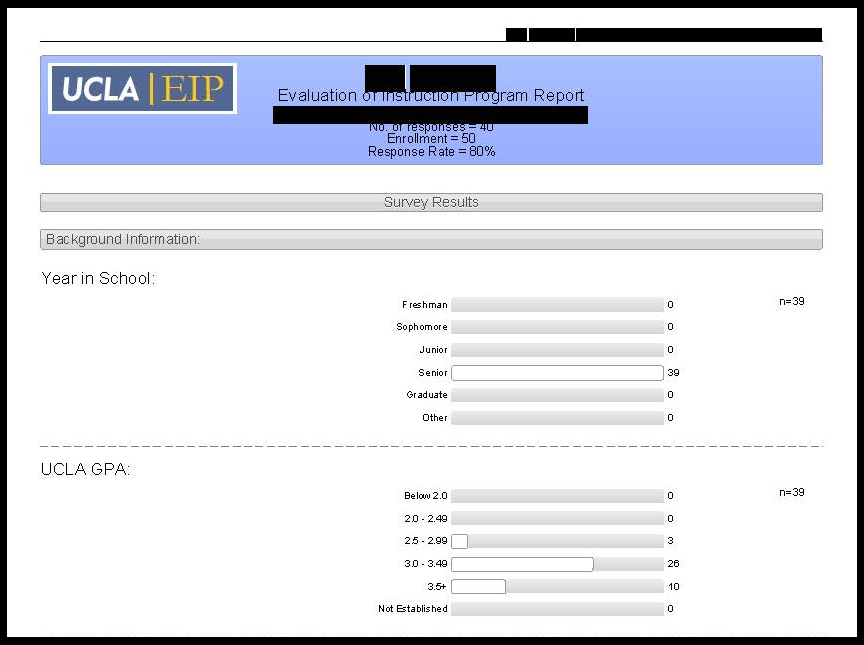 UCLA | EIP
Evaluation of Instruction Program Report
No. of responses = 40
Enrollment = 50
Response Rate = 80%
Survey Results
Background Information:
Year in School:
Freshman 0 n=39
Sophomore 0
Junior 0
Senior 39
Graduate 0
Other 0
UCLA GPA:
Below 2.0 0 n=39
2.0 - 2.49 0
2.5 - 2.99 3
3.0 - 3.49 26
3.5+ 10
Not Established 0